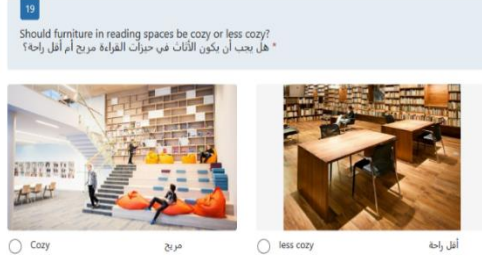 19
Should furniture in reading spaces be cozy or less cozy?
* هل يجب أن يكون الأثاث في حيزات القراءة مريح أم أقل راحة؟
Cozy مريح
less cozy أقل راحة